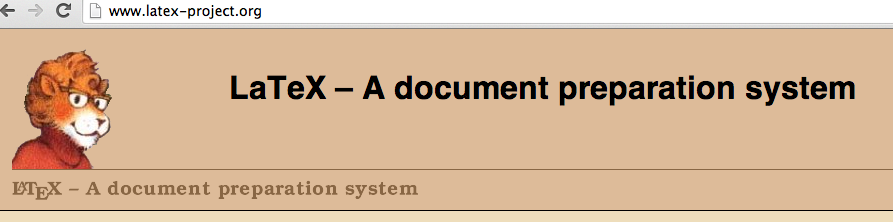 www.latex-project.org
LaTeX – A document preparation system
LATEX – A document preparation system